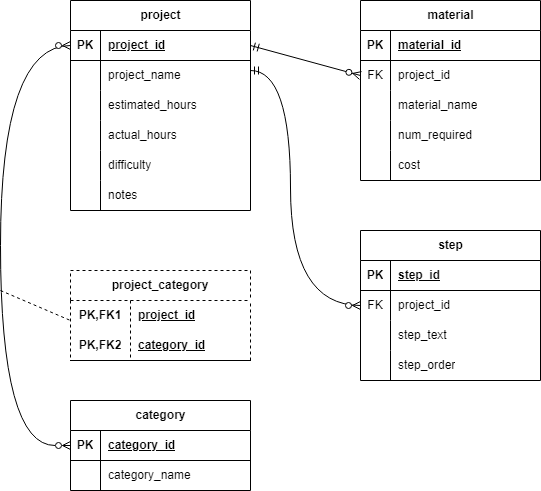 project
PK project_id
project_name
estimated_hours
actual_hours
difficulty
notes
material
PK material_id
FK project_id
material_name
num_required
cost
step
PK step_id
FK project_id
step_text
step_order
project_category
PK,FK1 project_id
PK,FK2 category_id
category
PK category_id
category_name